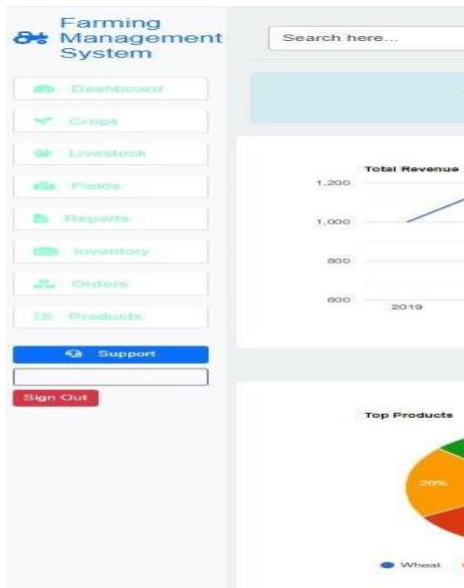 Farming
Management
System
Search here...
Dashboard
Crops
Livestock
Fields
Reports
Inventory
Orders
Products
Support
Sign Out
Total Revenue
1,200
1,000
800
600
2019
Top Products
20%
Wheat